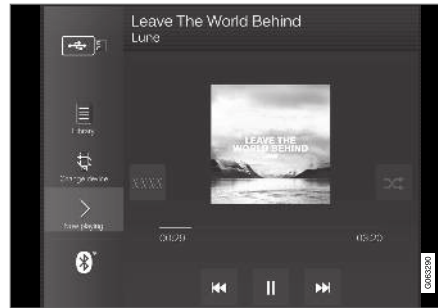 Leave The World Behind
Lune
Library
LEAVE THE
WORLD BEHIND
Change device
XXXX
Now playing
00:29
03:20
G063290